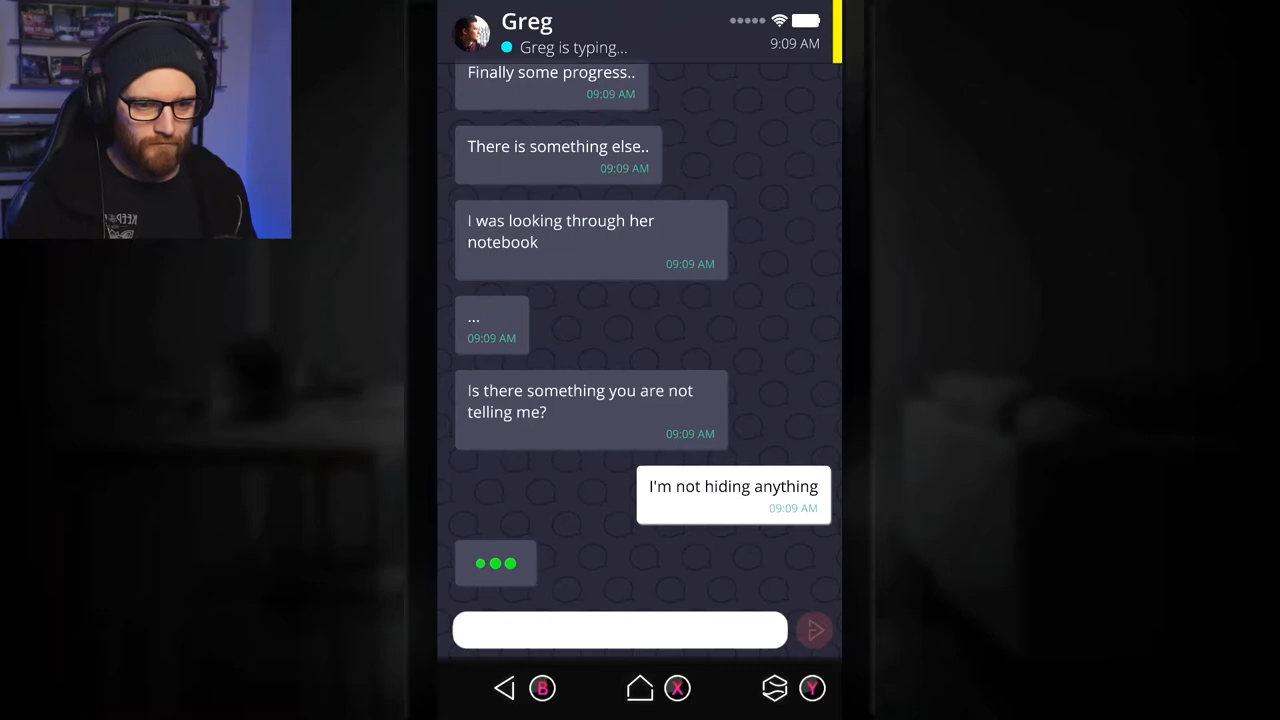 Greg
Greg is typing...
9:09 AM
Finally some progress..
09:09 AM
There is something else..
09:09 AM
I was looking through her
notebook
09:09 AM
...
09:09 AM
Is there something you are not
telling me?
09:09 AM
I'm not hiding anything
09:09 AM
B
X
Y